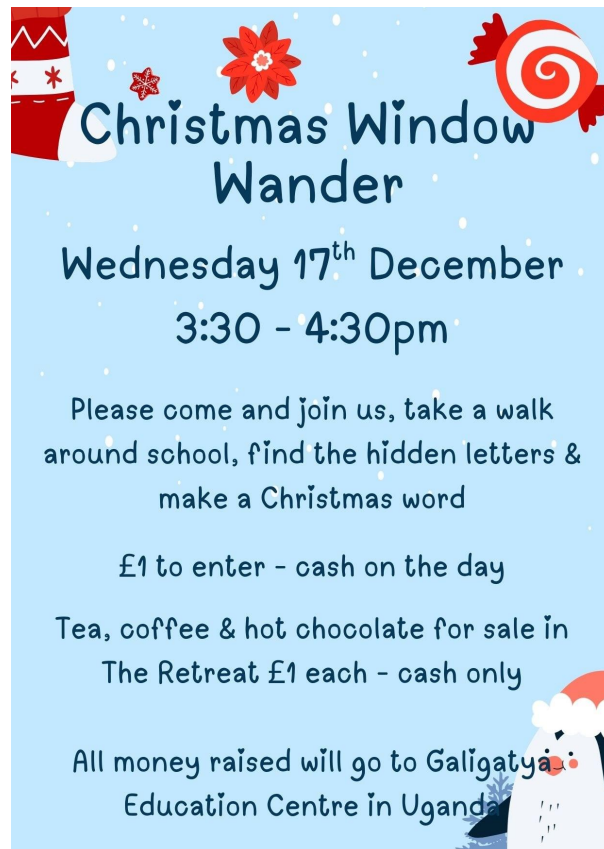 Christmas Window
Wander
Wednesday 17th December
3:30 - 4:30pm
Please come and join us, take a walk
around school, find the hidden letters &
make a Christmas word
£1 to enter - cash on the day
Tea, coffee & hot chocolate for sale in
The Retreat £1 each - cash only
All money raised will go to Galigatya
Education Centre in Uganda